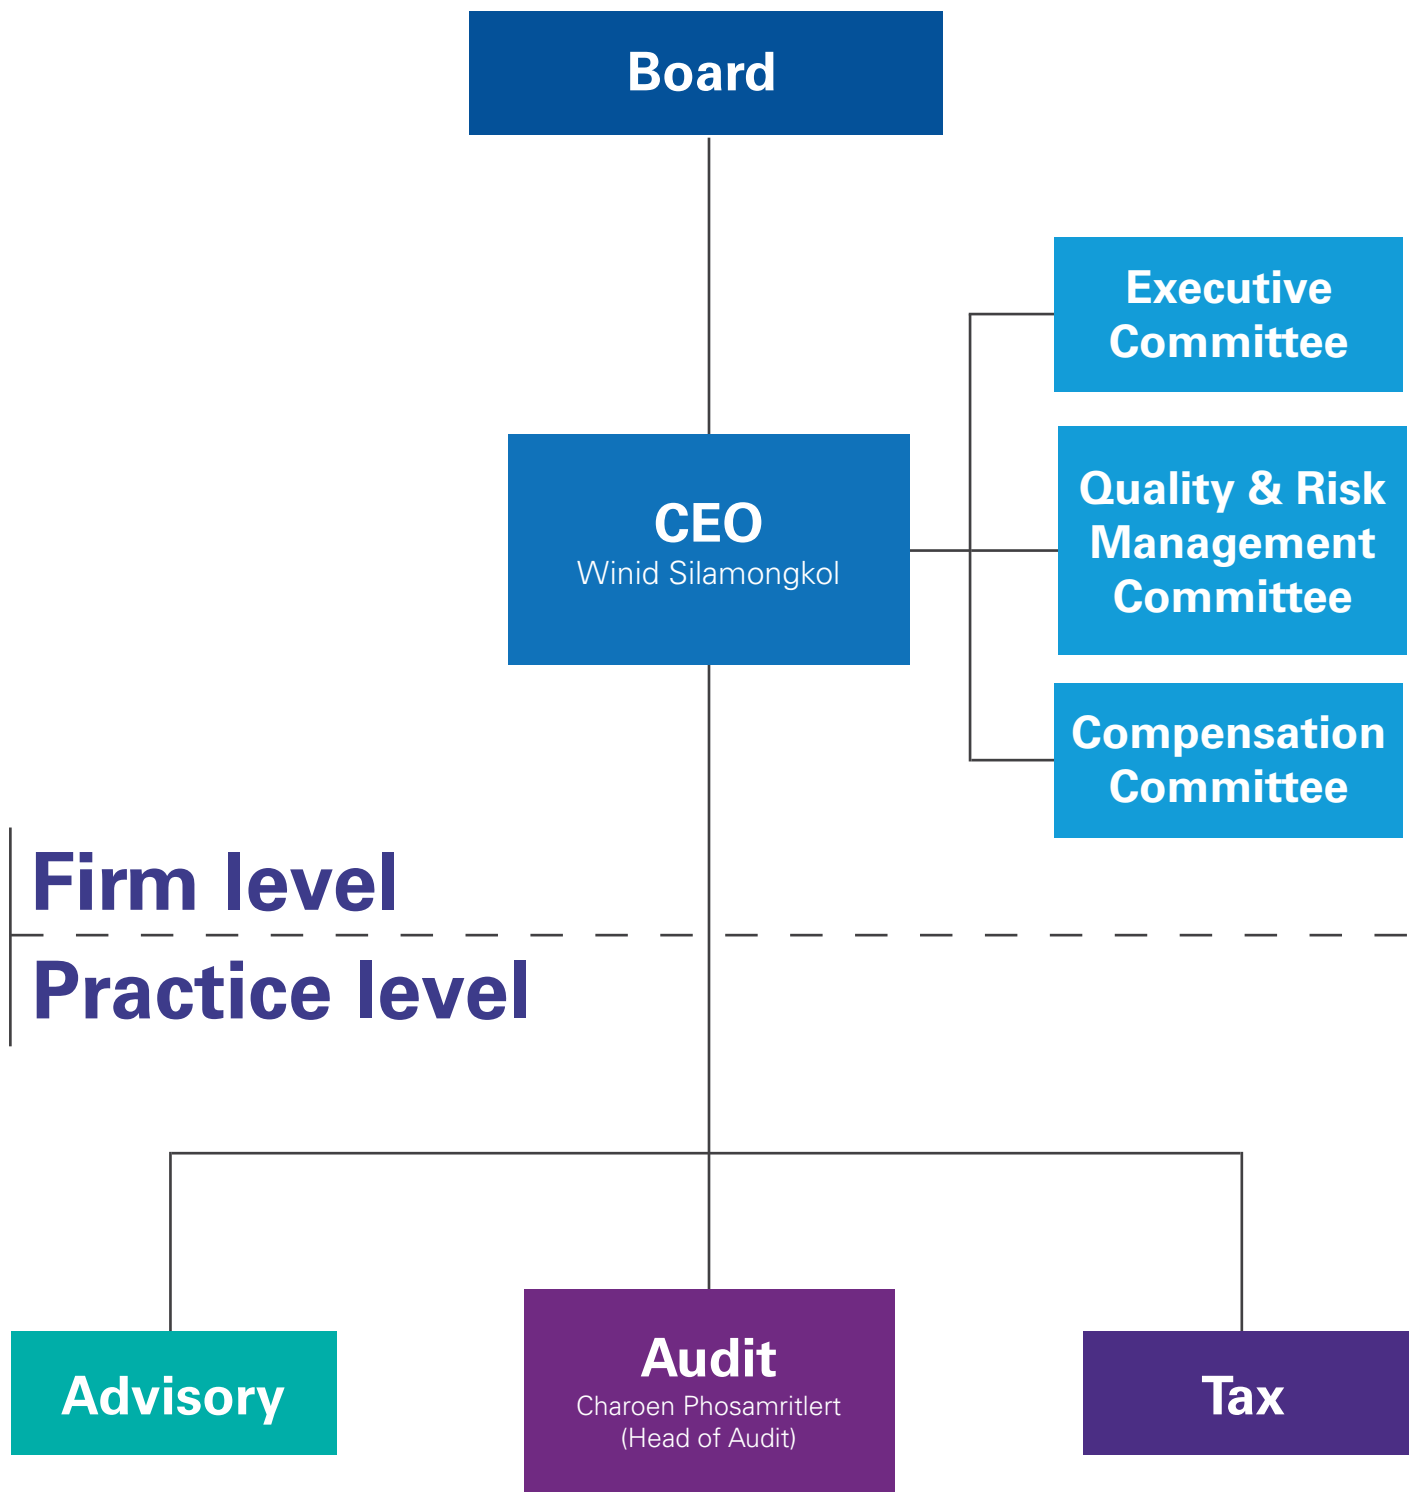 Board
Executive
Committee
CEO
Winid Silamongkol
Quality & Risk
Management
Committee
Compensation
Committee
Firm level
Practice level
Advisory
Audit
Charoen Phosamritlert
(Head of Audit)
Tax